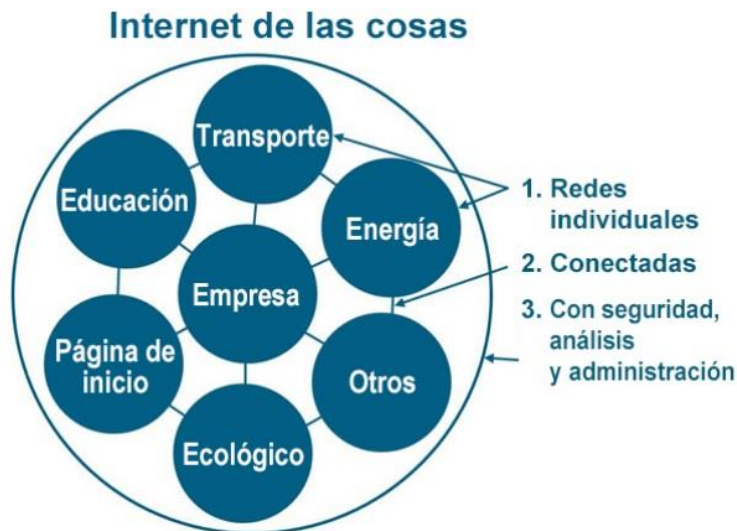 Internet de las cosas
Transporte
Educación
Energía
Empresa
Página de
inicio
Otros
Ecológico
1. Redes
individuales
2. Conectadas
3. Con seguridad,
análisis
y administración